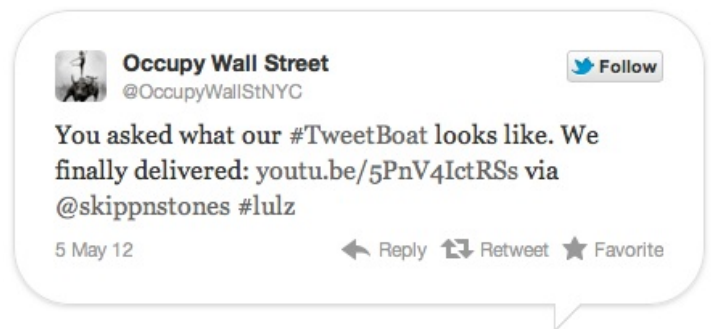 Occupy Wall Street
Follow
@OccupyWallStNYC
You asked what our #TweetBoat looks like. We
finally delivered: youtu.be/5PnV4IctRSs via
@skippnstones #lulz
5 May 12 Reply Retweet Favorite